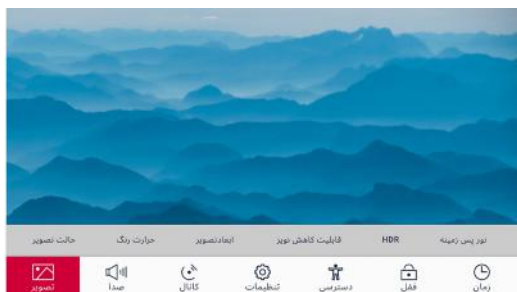 حالت تصویر حرارت رنگ ابعادتصویر قابلیت کاهش نویز HDR نور پس زمینه
تصویر صدا کانال تنظیمات دسترسی قفل زمان